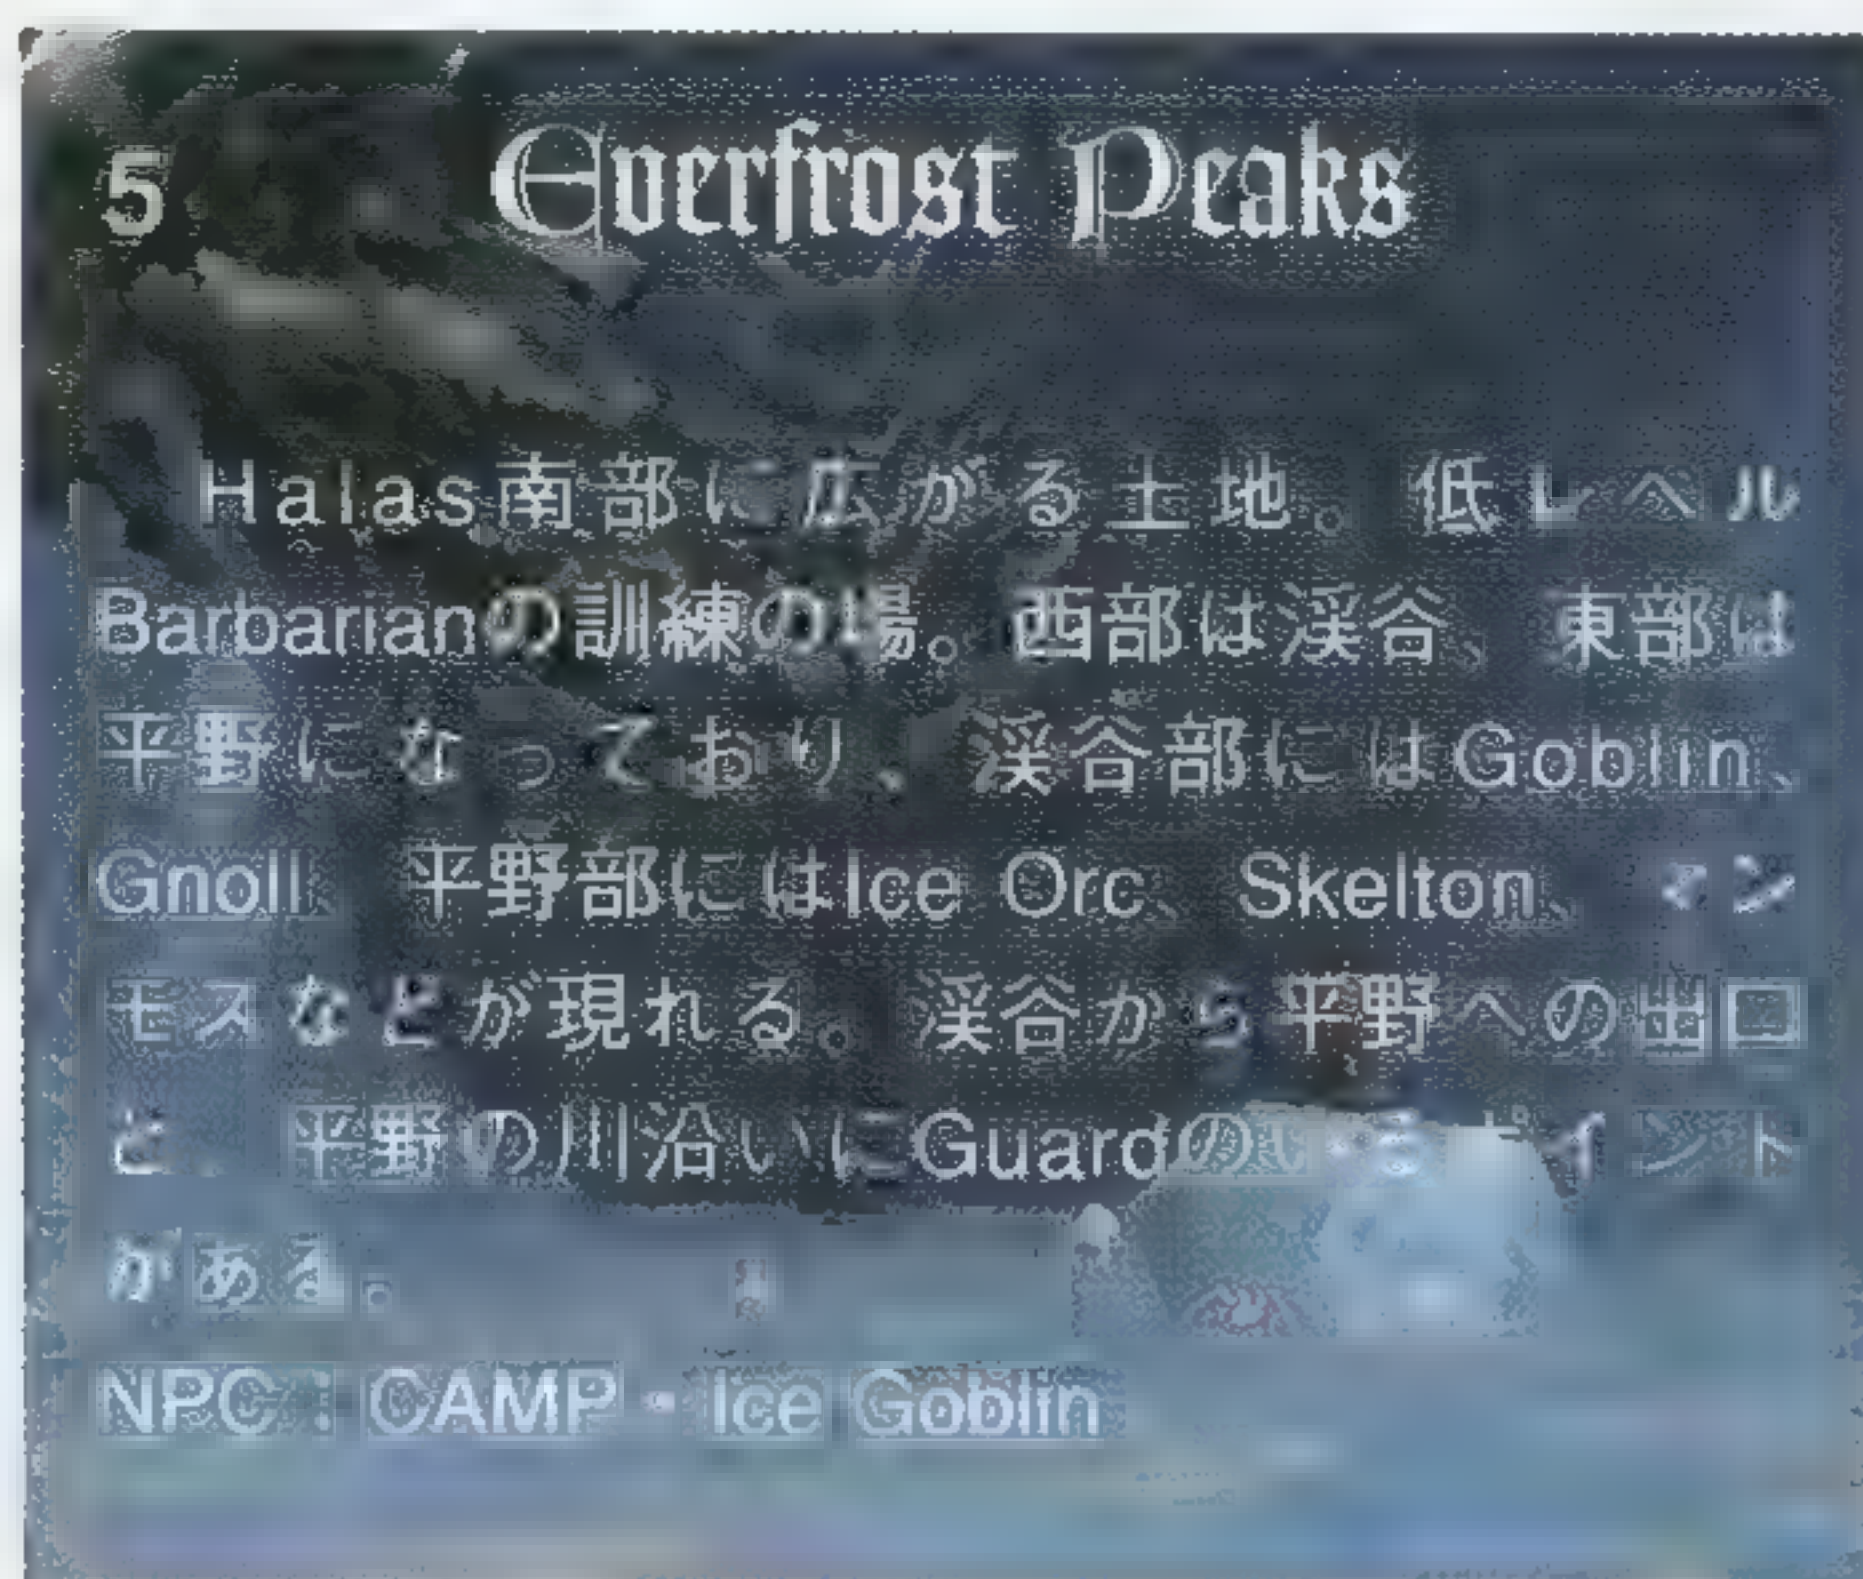 5 Everfrost Peaks
Halas南部に広がる土地。低レベル
Barbarianの訓練の場。西部は渓谷、東部は
平野になっており、渓谷部にはGoblin、
Gnoll、平野部にはIce Orc、Skelton、マン
モスなどが現れる。渓谷から平野への出口
と、平野の川沿いにGuardのいるポイント
がある。
NPC：CAMP・Ice Goblin